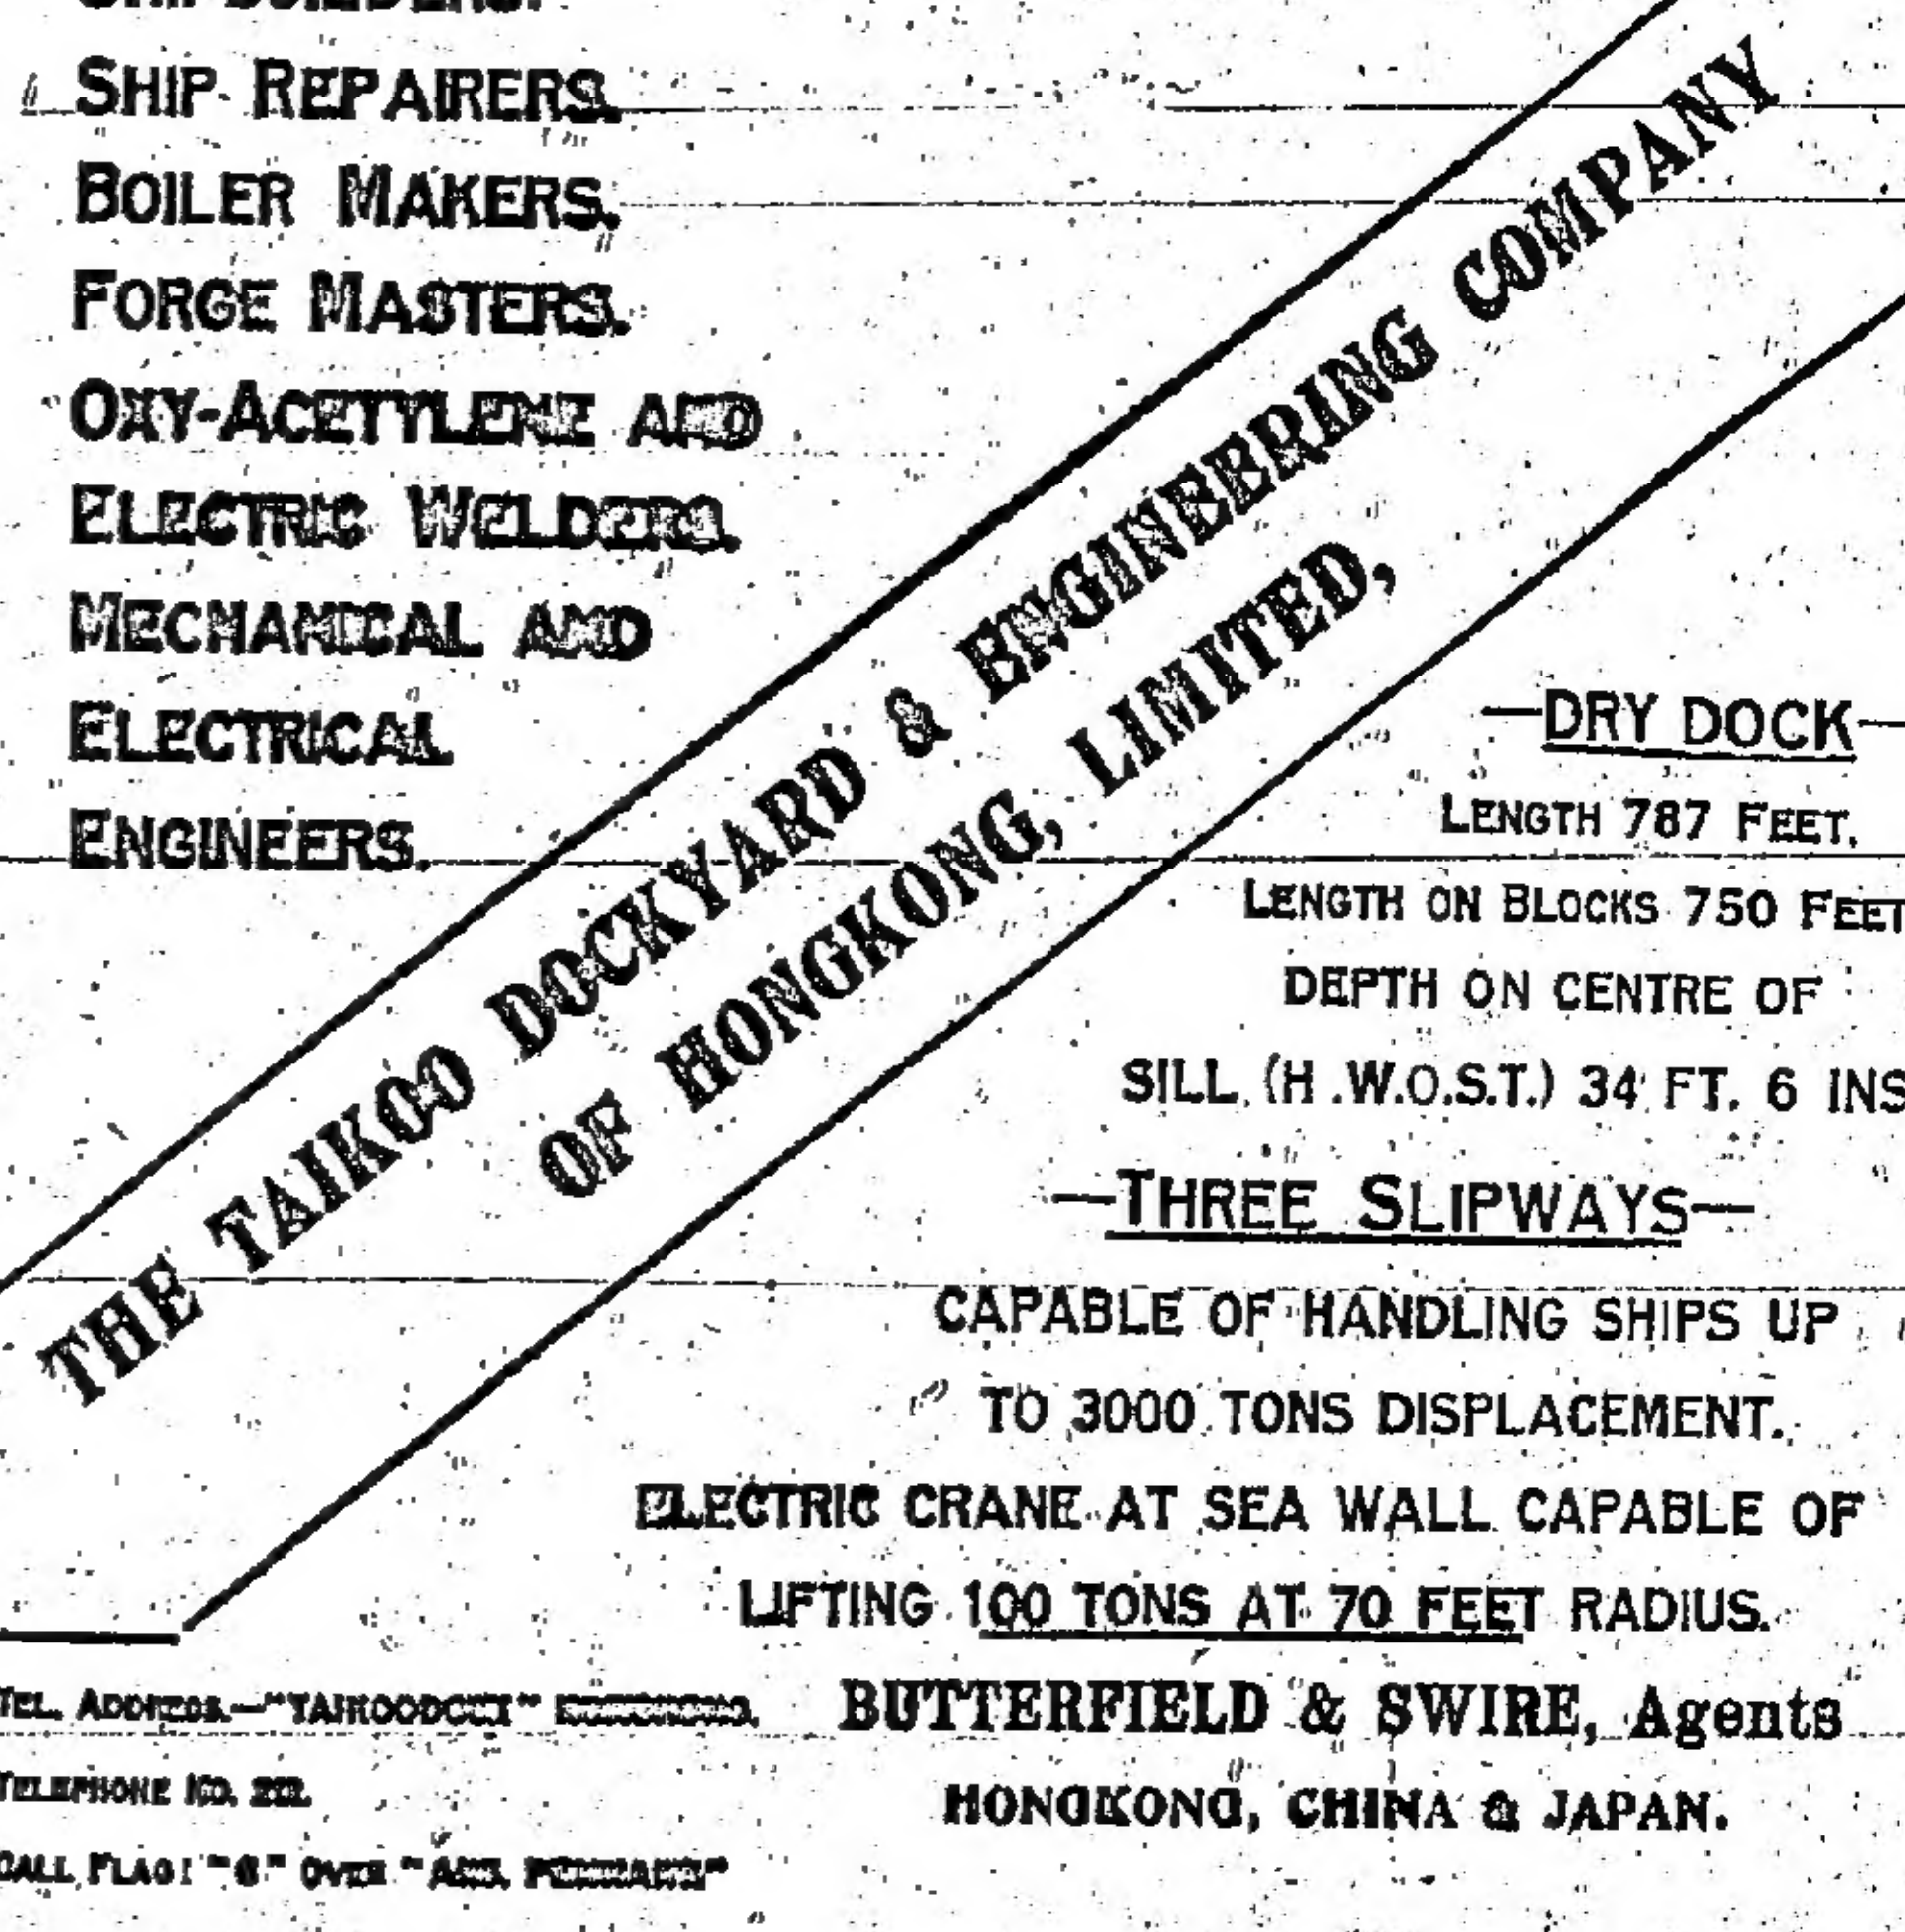 SHIP REPAIRERS.
BOILER MAKERS.
FORGE MASTERS.
OXY-ACETYLENE AND
ELECTRIC WELDERS.
MECHANICAL AND
ELECTRICAL
ENGINEERS.
THE TAIKOO DOCKYARD & ENGINEERING COMPANY
OF HONGKONG, LIMITED,
—DRY DOCK—
LENGTH 787 FEET.
LENGTH ON BLOCKS 750 FEET
DEPTH ON CENTRE OF
SILL (H.W.O.S.T.) 34 FT. 6 INS
—THREE SLIPWAYS—
CAPABLE OF HANDLING SHIPS UP
TO 3000 TONS DISPLACEMENT.
ELECTRIC CRANE AT SEA WALL CAPABLE OF
LIFTING 100 TONS AT 70 FEET RADIUS.
BUTTERFIELD & SWIRE, Agents
HONGKONG, CHINA & JAPAN.
TEL. ADDRESS.—"TAIKOODOCK" HONGKONG.
TELEPHONE NO.
CALL FLAG: OVER